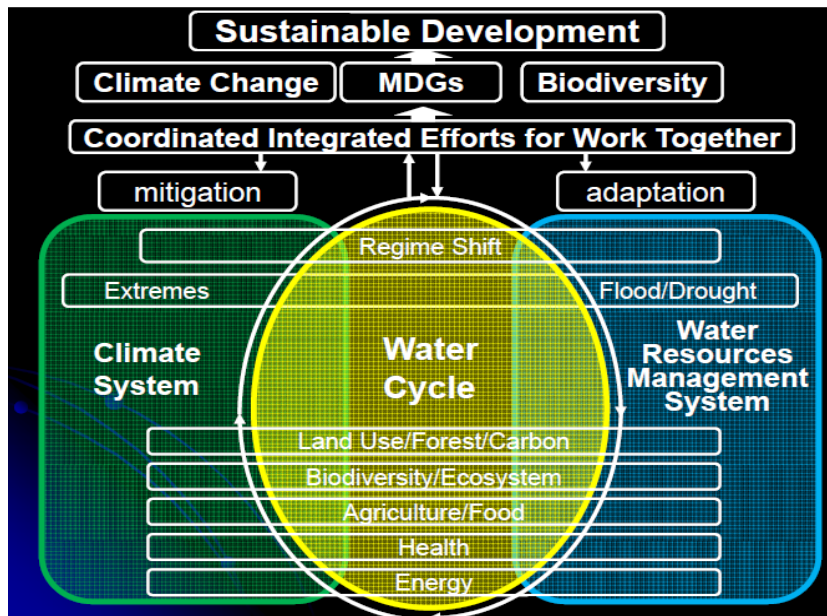 Sustainable Development
Climate Change
MDGs
Biodiversity
Coordinated Integrated Efforts for Work Together
mitigation
adaptation
Regime Shift
Extremes
Flood/Drought
Climate
System
Water
Cycle
Water
Resources
Management
System
Land Use/Forest/Carbon
Biodiversity/Ecosystem
Agriculture/Food
Health
Energy